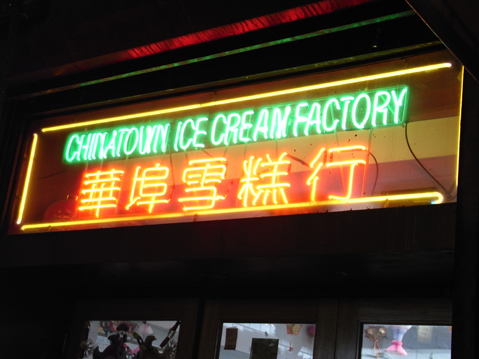 CHINATOWN ICE CREAM FACTORY
華埠雪糕行